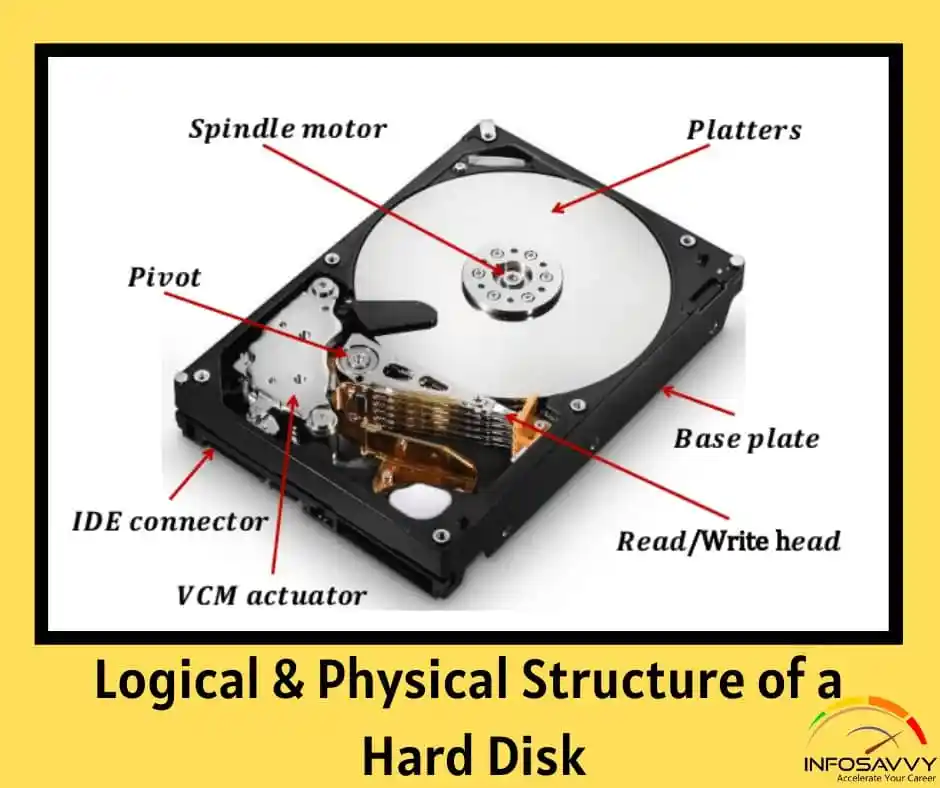 Spindle motor
Platters
Pivot
Base plate
IDE connector
Read/Write head
VCM actuator
Logical & Physical Structure of a
Hard Disk
INFOSAVVY
Accelerate Your Career